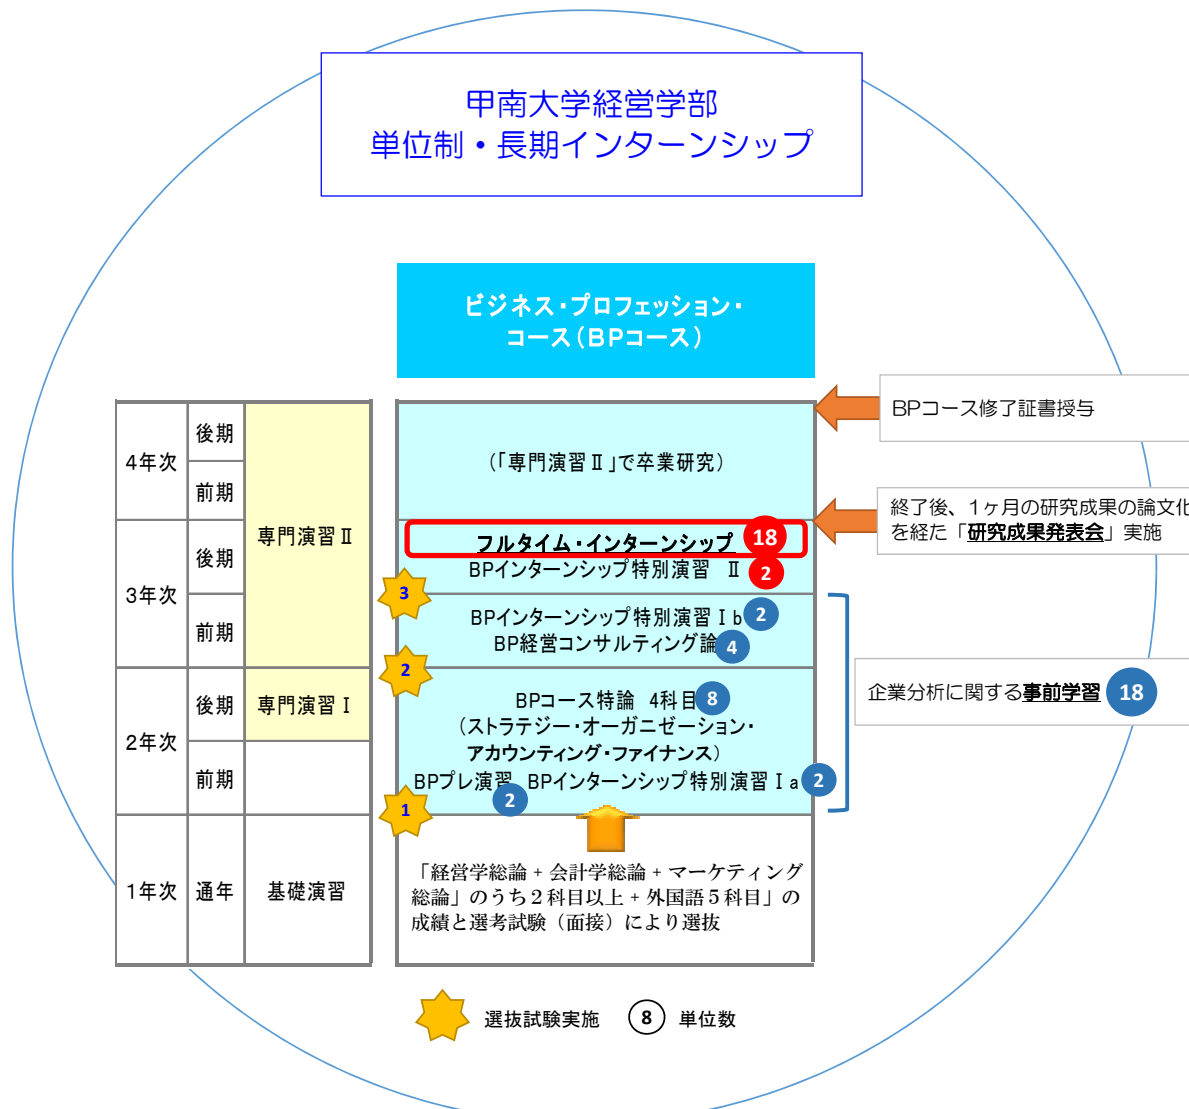 甲南大学経営学部
単位制・長期インターンシップ
ビジネス・プロフェッション・
コース（BPコース）
BPコース修了証書授与
4年次
後期
前期
（「専門演習Ⅱ」で卒業研究）
終了後、1ヶ月の研究成果の論文化
を経た「研究成果発表会」実施
専門演習Ⅱ
3年次
後期
フルタイム・インターンシップ 18
BPインターンシップ特別演習 Ⅱ 2
3
前期
BPインターンシップ特別演習Ⅰb 2
BP経営コンサルティング論 4
2
企業分析に関する事前学習 18
2年次
後期
専門演習Ⅰ
BPコース特論 4科目 8
（ストラテジー・オーガニゼーション・
アカウンティング・ファイナンス）
前期
BPプレ演習 BPインターンシップ特別演習Ⅰa 2
2
1
1年次
通年
基礎演習
「経営学総論 + 会計学総論 + マーケティング
総論」のうち２科目以上 + 外国語５科目」の
成績と選考試験（面接）により選抜
選抜試験実施
8 単位数